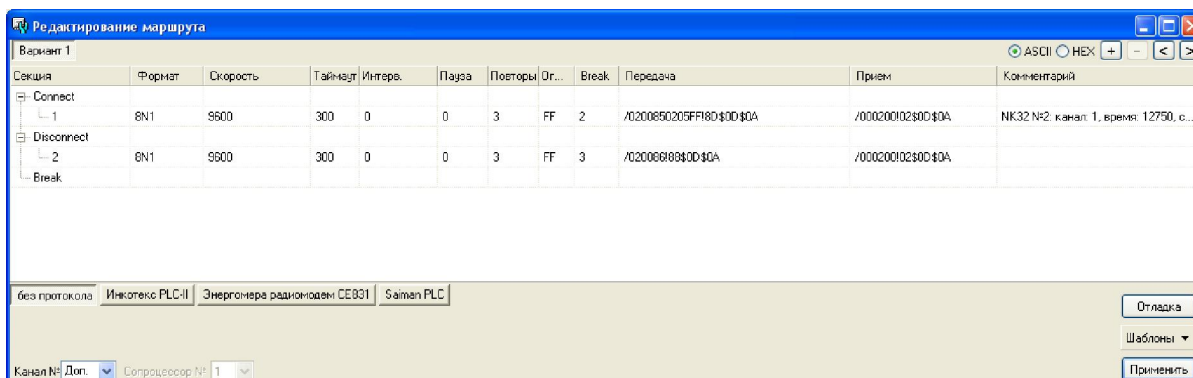 Редактирование маршрута
Вариант 1 ASCII HEX + - < >
Секция Формат Скорость Таймаут Интерв. Пауза Повторы Ог... Break Передача Прием Комментарий
Connect
1 8N1 9600 300 0 0 3 FF 2 /0200850205FF!8D$0D$0A /000200!02$0D$0A NK32 №2: канал: 1, время: 12750, с...
Disconnect
2 8N1 9600 300 0 0 3 FF 3 /020086!88$0D$0A /000200!02$0D$0A
Break
без протокола Инкотекс PLC-II Энергомера радиомодем CE831 Saiman PLC
Отладка
Шаблоны
Канал № Доп. Сопроцессор № 1 Применить